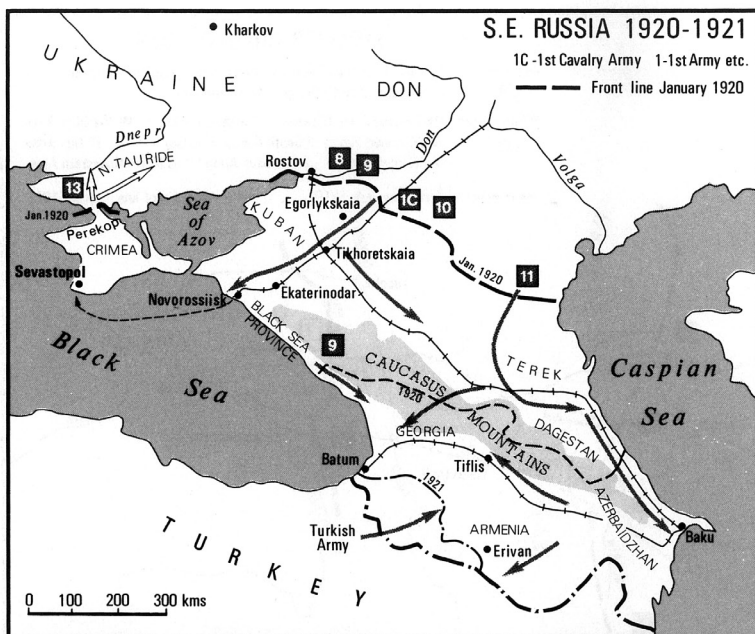 S.E. RUSSIA 1920-1921
1C -1st Cavalry Army 1-1st Army etc.
Front line January 1920
Kharkov
UKRAINE
DON
Dnepr
Don
Volga
N. TAURIDE
13
Jan. 1920
Perekop
CRIMEA
Sevastopol
Sea of Azov
Rostov
8
9
Egorlykskaia
1C
10
KUBAN
Tikhoretskaia
Jan. 1920
11
Novorossiisk
Ekaterinodar
BLACK SEA PROVINCE
Black Sea
9
CAUCASUS MOUNTAINS
1920
TEREK
DAGESTAN
Caspian Sea
GEORGIA
Batum
Tiflis
1921
AZERBAIDZHAN
Baku
Turkish Army
ARMENIA
Erivan
TURKEY
0 100 200 300 kms